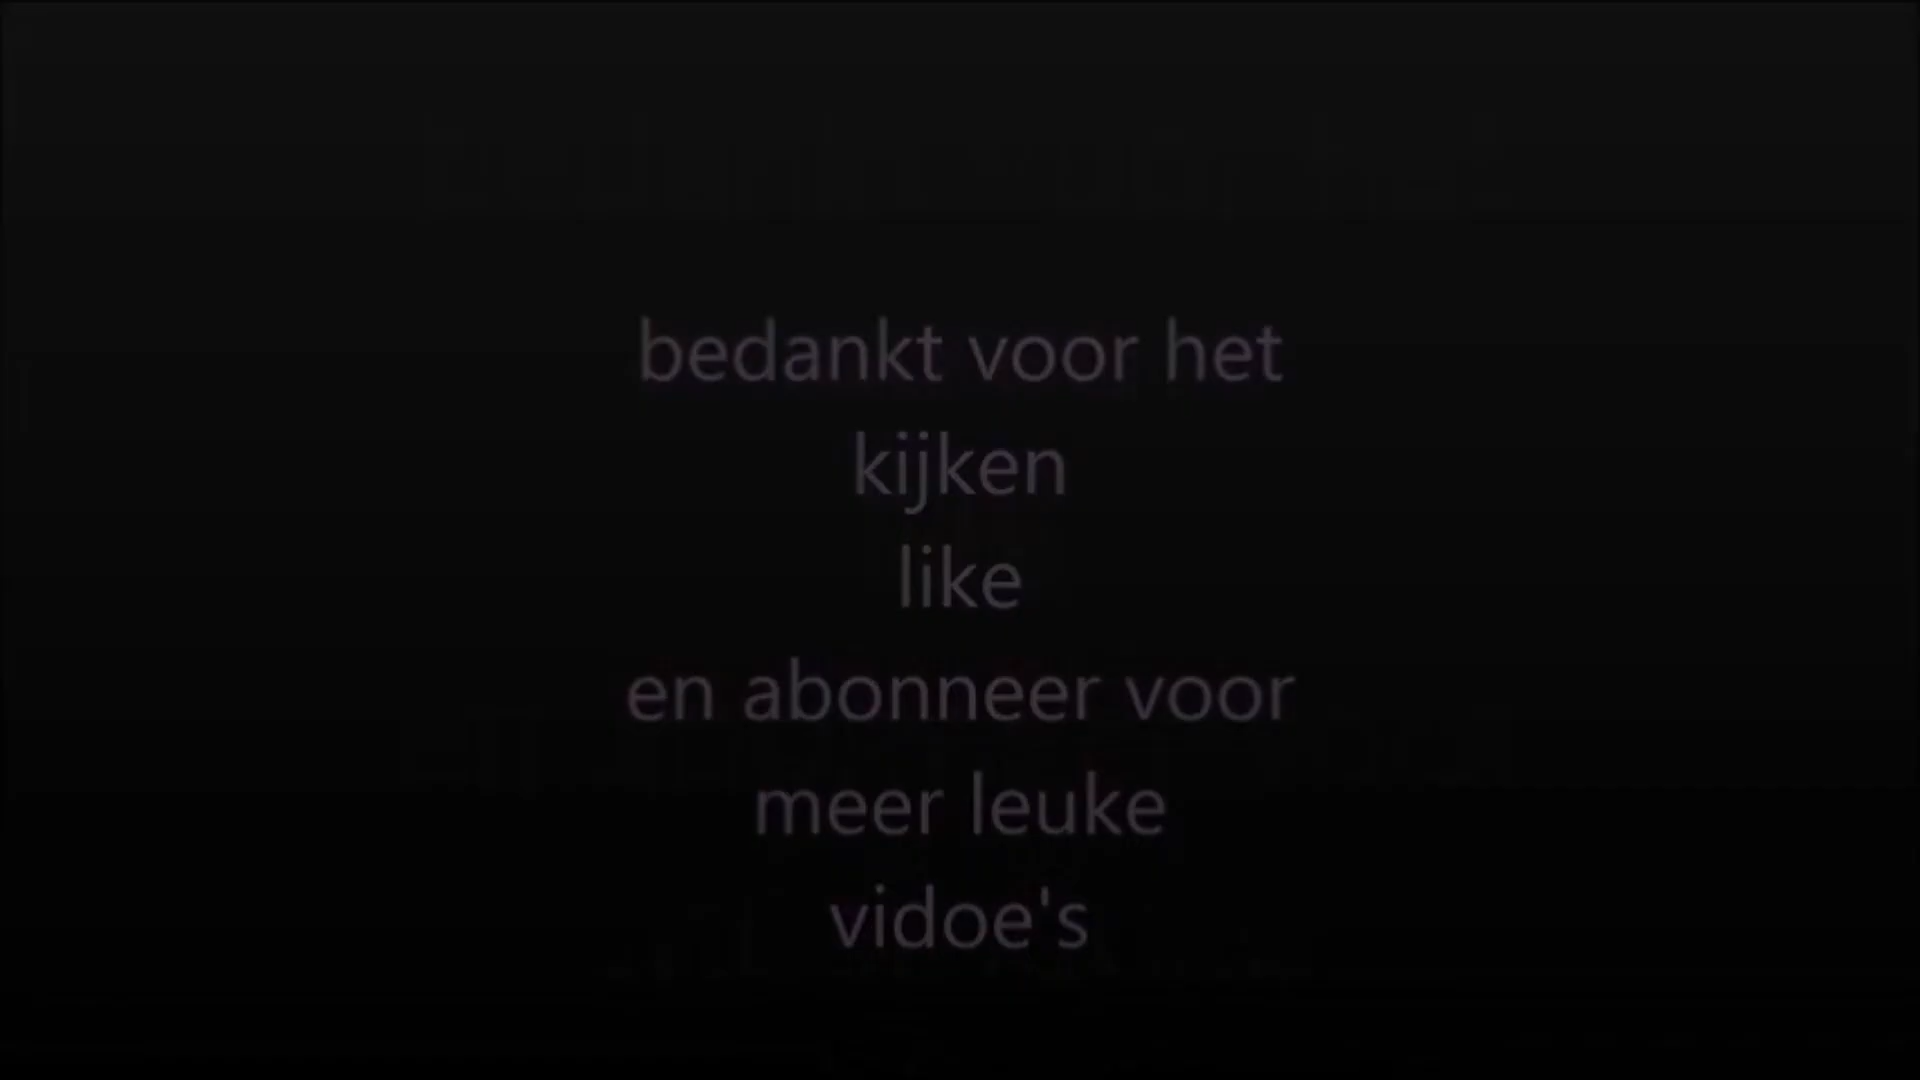 bedankt voor het
kijken
like
en abonneer voor
meer leuke
vidoe's